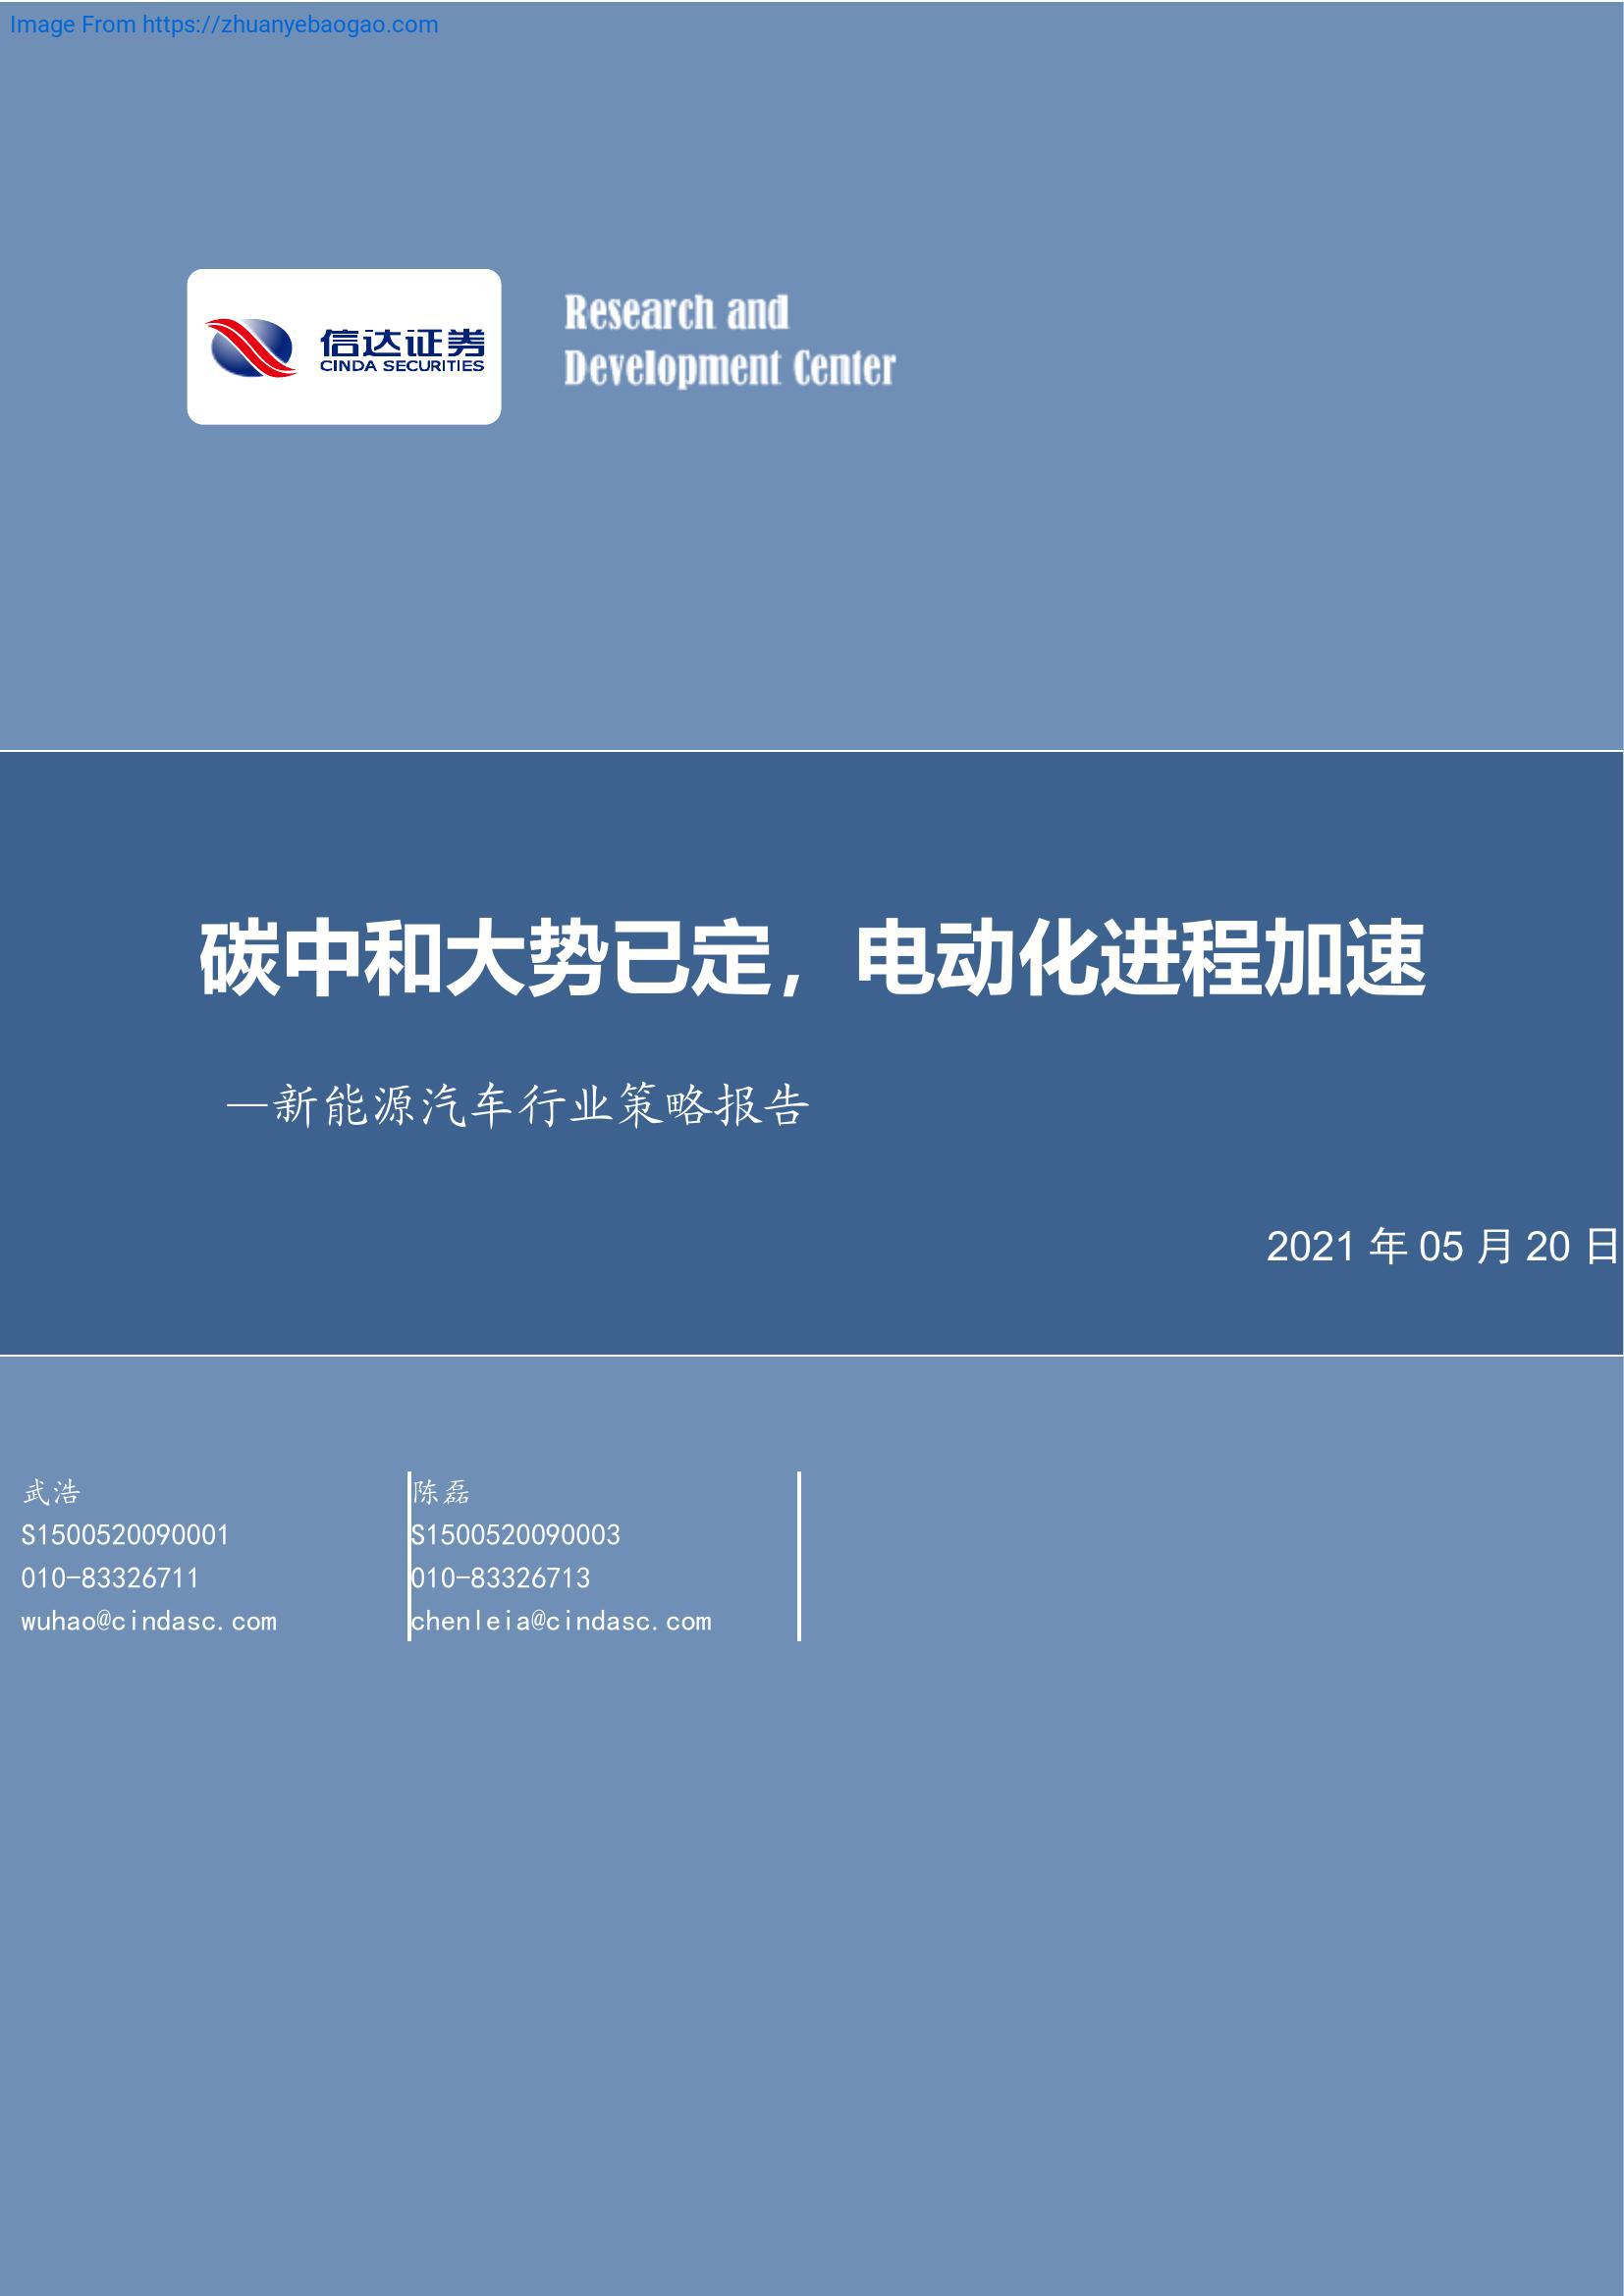 Image From https://zhuanyebaogao.com
信达证券
CINDA SECURITIES
Research and
Development Center
碳中和大势已定，电动化进程加速
—新能源汽车行业策略报告
2021 年 05 月 20 日
武浩
S1500520090001
010-83326711
wuhao@cindasc.com
陈磊
S1500520090003
010-83326713
chenleia@cindasc.com